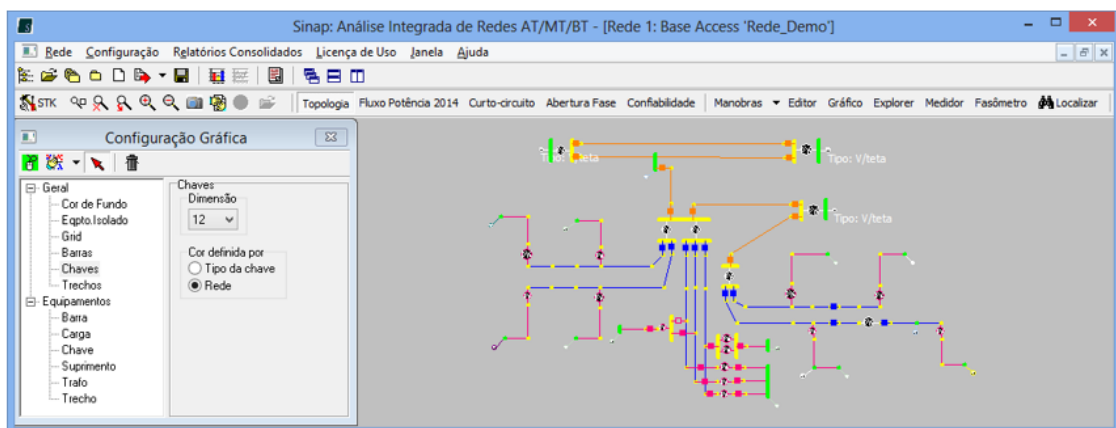 Sinap: Análise Integrada de Redes AT/MT/BT - [Rede 1: Base Access 'Rede_Demo']
Rede Configuração Relatórios Consolidados Licença de Uso Janela Ajuda
STK Topologia Fluxo Potência 2014 Curto-circuito Abertura Fase Confiabilidade Manobras Editor Gráfico Explorer Medidor Fasômetro Localizar
Configuração Gráfica
Geral
Cor de Fundo
Eqpto.Isolado
Grid
Barras
Chaves
Trechos
Equipamentos
Barra
Carga
Chave
Suprimento
Trafo
Trecho
Chaves
Dimensão
12
Cor definida por
Tipo da chave
Rede
Tipo: V/teta
Tipo: V/teta